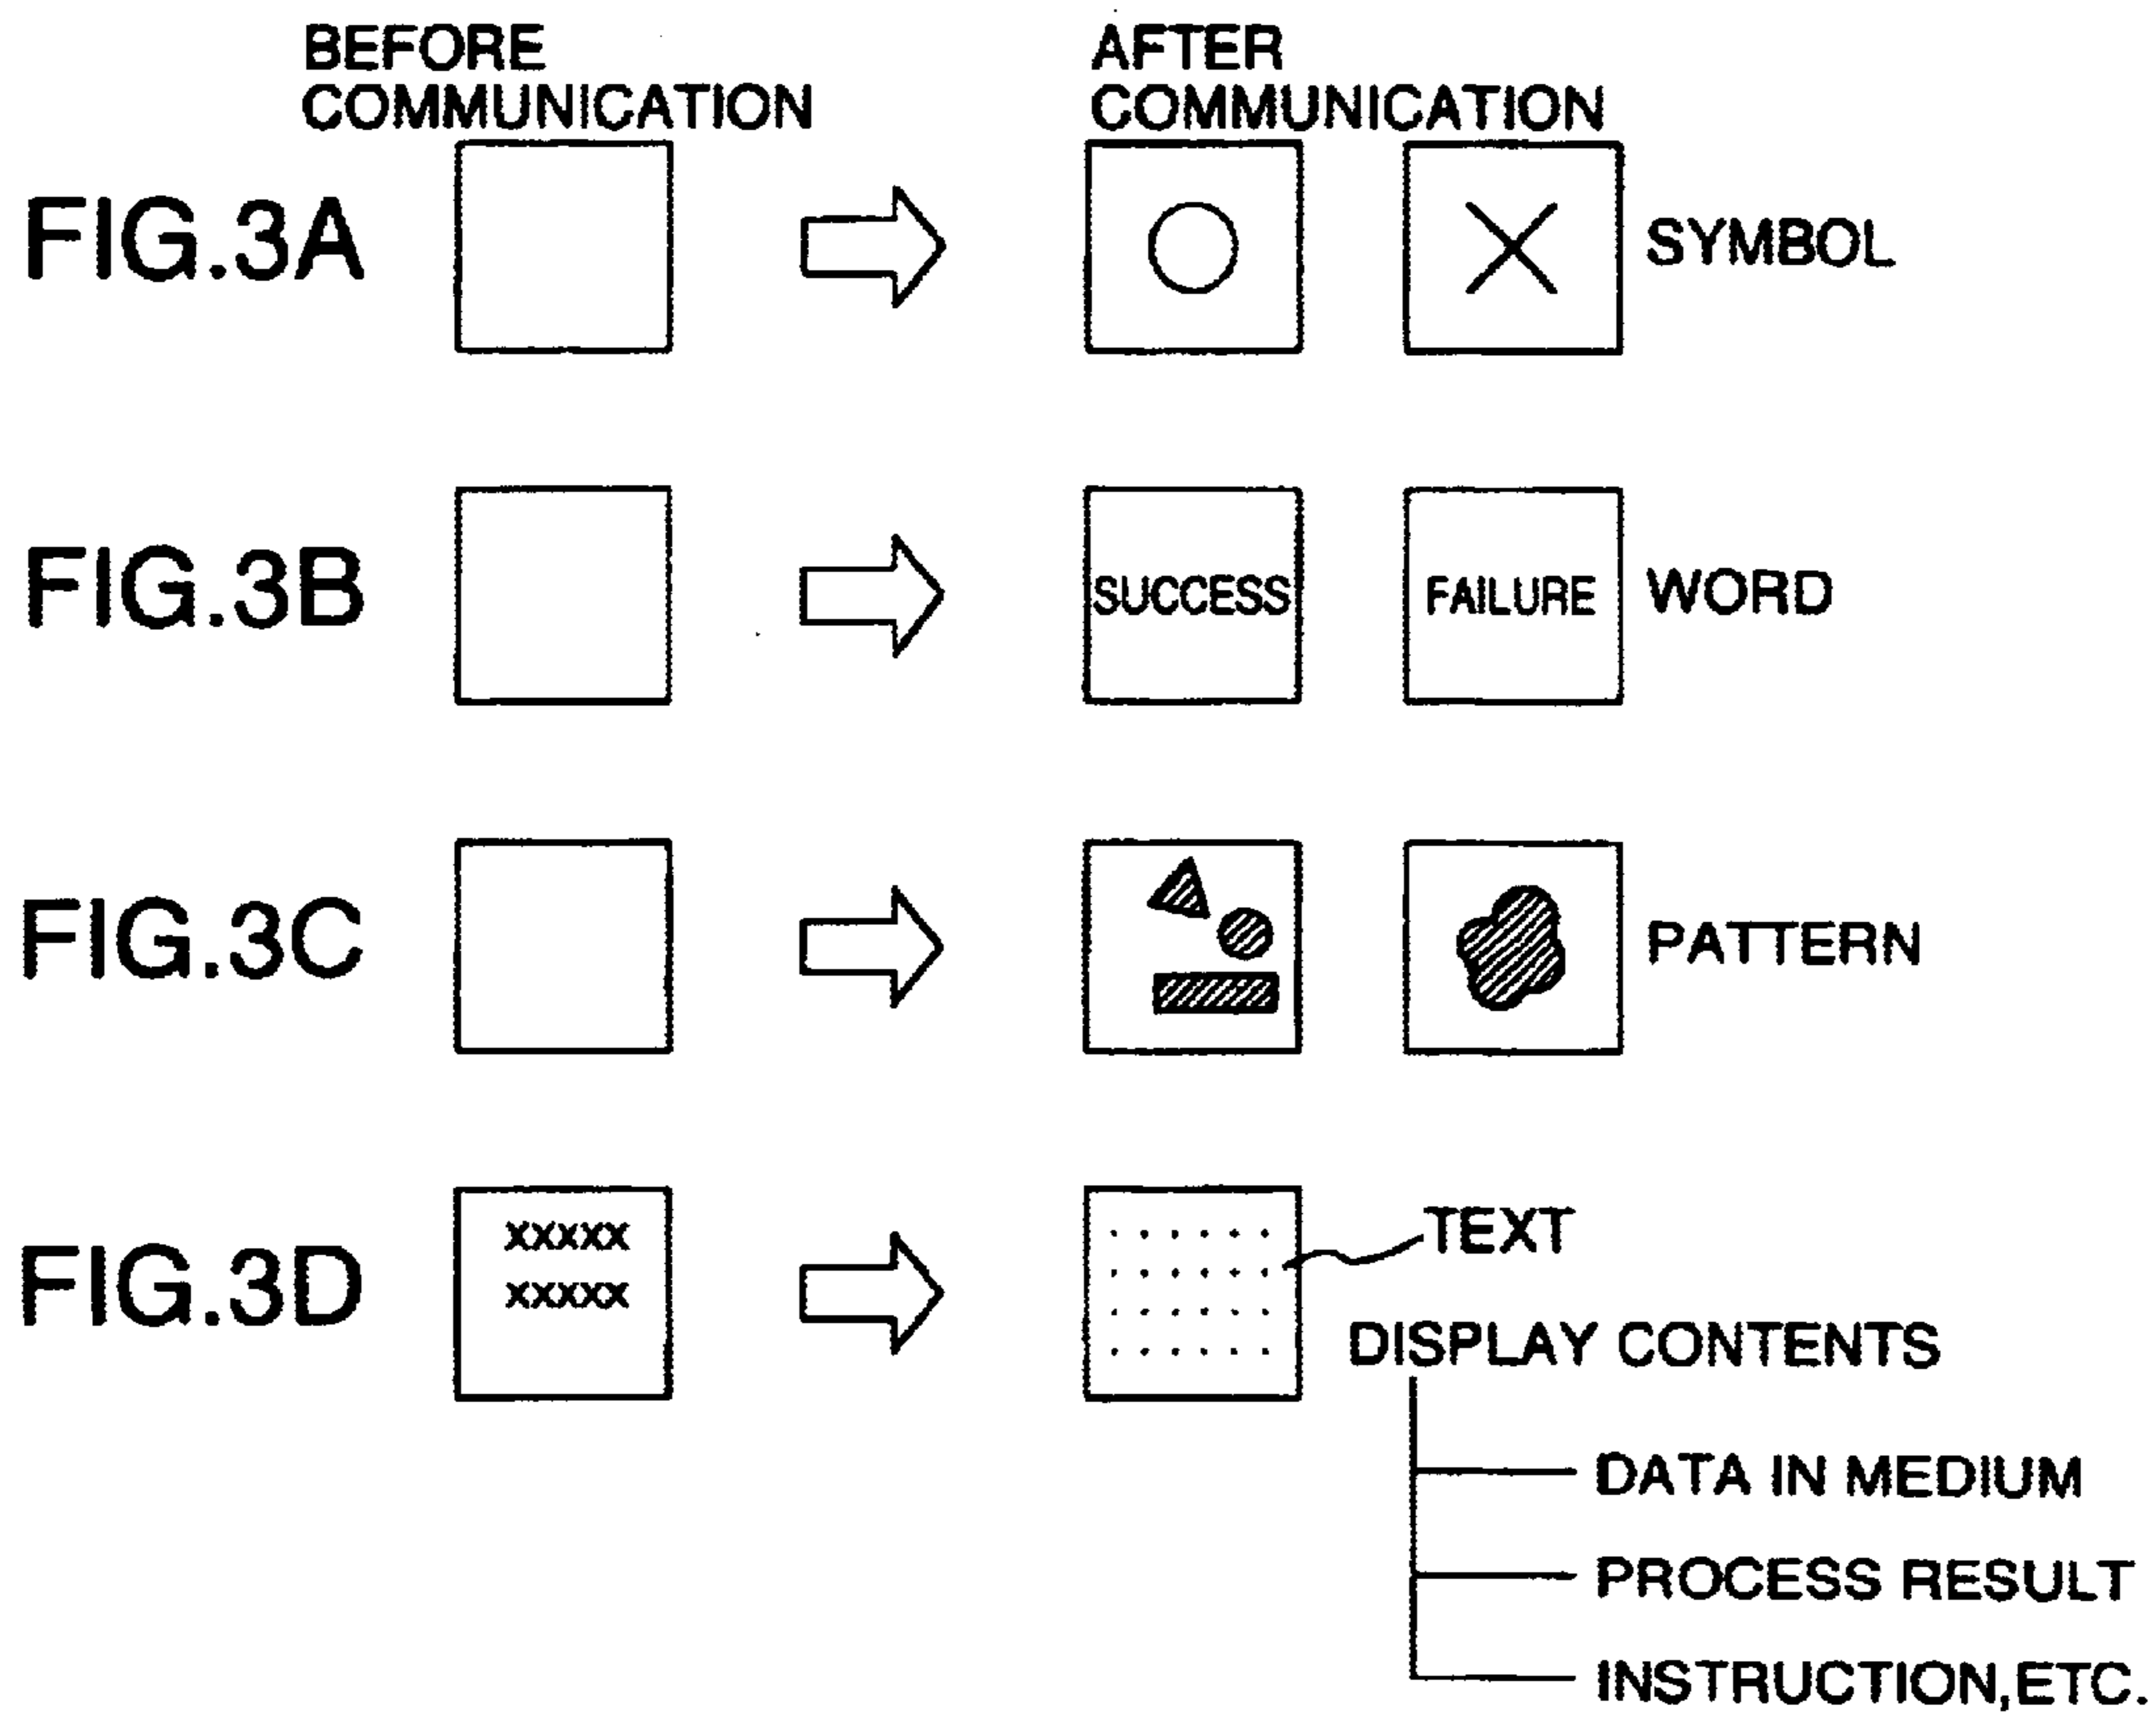 BEFORE
COMMUNICATION
AFTER
COMMUNICATION
FIG.3A
SYMBOL
FIG.3B
SUCCESS
FAILURE
WORD
FIG.3C
PATTERN
FIG.3D
xxxxx
xxxxx
TEXT
DISPLAY CONTENTS
DATA IN MEDIUM
PROCESS RESULT
INSTRUCTION,ETC.